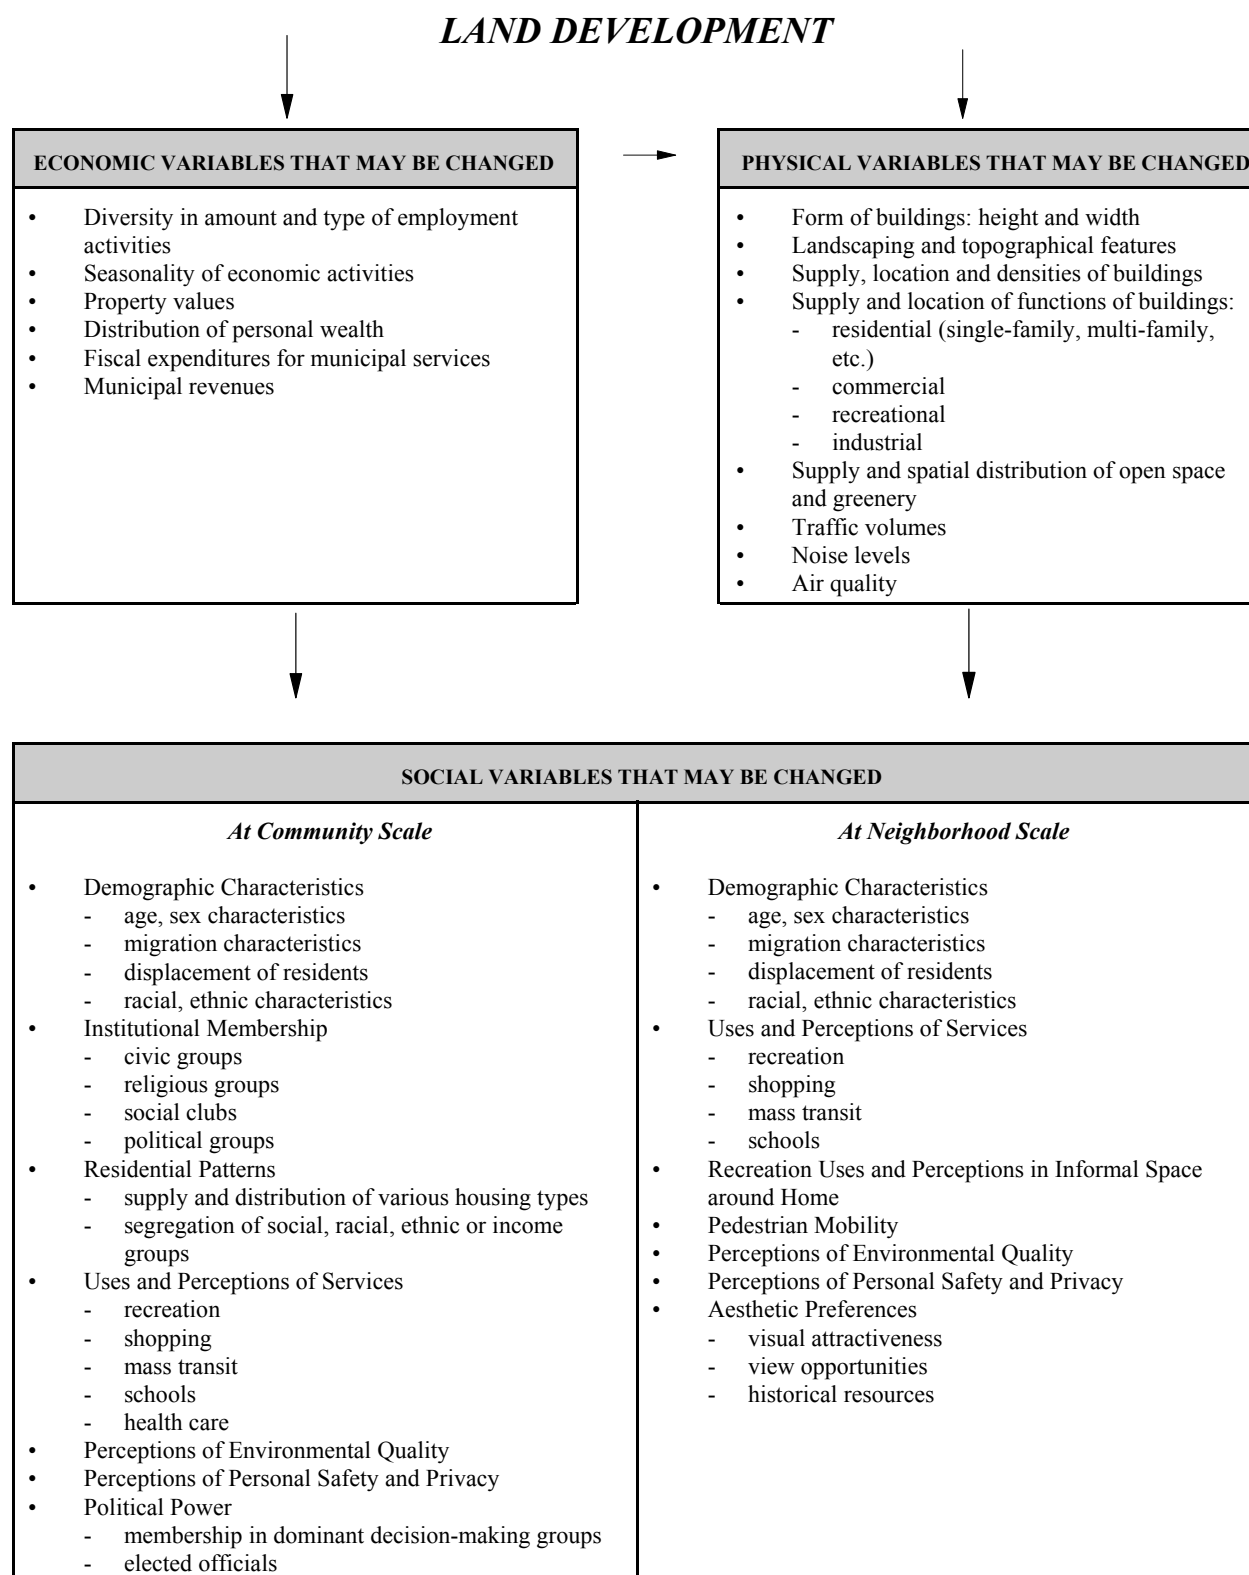 LAND DEVELOPMENT
ECONOMIC VARIABLES THAT MAY BE CHANGED
• Diversity in amount and type of employment
activities
• Seasonality of economic activities
• Property values
• Distribution of personal wealth
• Fiscal expenditures for municipal services
• Municipal revenues
PHYSICAL VARIABLES THAT MAY BE CHANGED
• Form of buildings: height and width
• Landscaping and topographical features
• Supply, location and densities of buildings
• Supply and location of functions of buildings:
- residential (single-family, multi-family,
etc.)
- commercial
- recreational
- industrial
• Supply and spatial distribution of open space
and greenery
• Traffic volumes
• Noise levels
• Air quality
SOCIAL VARIABLES THAT MAY BE CHANGED
At Community Scale
• Demographic Characteristics
- age, sex characteristics
- migration characteristics
- displacement of residents
- racial, ethnic characteristics
• Institutional Membership
- civic groups
- religious groups
- social clubs
- political groups
• Residential Patterns
- supply and distribution of various housing types
- segregation of social, racial, ethnic or income
groups
• Uses and Perceptions of Services
- recreation
- shopping
- mass transit
- schools
- health care
• Perceptions of Environmental Quality
• Perceptions of Personal Safety and Privacy
• Political Power
- membership in dominant decision-making groups
- elected officials
At Neighborhood Scale
• Demographic Characteristics
- age, sex characteristics
- migration characteristics
- displacement of residents
- racial, ethnic characteristics
• Uses and Perceptions of Services
- recreation
- shopping
- mass transit
- schools
• Recreation Uses and Perceptions in Informal Space
around Home
• Pedestrian Mobility
• Perceptions of Environmental Quality
• Perceptions of Personal Safety and Privacy
• Aesthetic Preferences
- visual attractiveness
- view opportunities
- historical resources